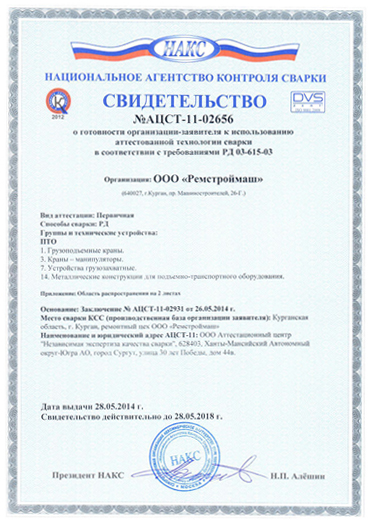 НАКС
НАЦИОНАЛЬНОЕ АГЕНТСТВО КОНТРОЛЯ СВАРКИ
2012
DVS
СВИДЕТЕЛЬСТВО
№АЦСТ-11-02656
о готовности организации-заявителя к использованию
аттестованной технологии сварки
в соответствии с требованиями РД 03-615-03
Организация: ООО «Ремстроймаш»
(640027, г.Курган, пр. Машиностроителей, 26-Г.)
Вид аттестации: Первичная
Способы сварки: РД
Группы и технические устройства:
ПТО
1. Грузоподъемные краны.
3. Краны – манипуляторы.
7. Устройства грузозахватные.
14. Металлические конструкции для подъемно-транспортного оборудования.
Приложение: Область распространения на 2 листах
Основание: Заключение № АЦСТ-11-02931 от 26.05.2014 г.
Место сварки КСС (производственная база организации заявителя): Курганская
область, г. Курган, ремонтный цех ООО «Ремстроймаш»
Наименование и юридический адрес АЦСТ-11: ООО Аттестационный центр
"Независимая экспертиза качества сварки", 628403, Ханты-Мансийский Автономный
округ-Югра АО, город Сургут, улица 30 лет Победы, дом 44в.
Дата выдачи 28.05.2014 г.
Свидетельство действительно до 28.05.2018 г.
НАКС
МОСКВА
Президент НАКС
Н.П. Алёшин